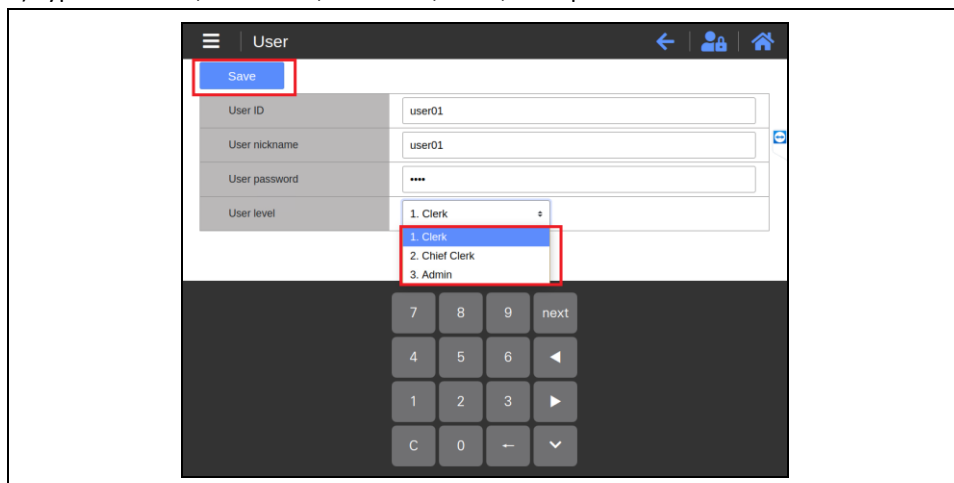 User
Save
User ID user01
User nickname user01
User password ••••
User level 1. Clerk
1. Clerk
2. Chief Clerk
3. Admin
7 8 9 next
4 5 6 ◀
1 2 3 ▶
C 0 ←